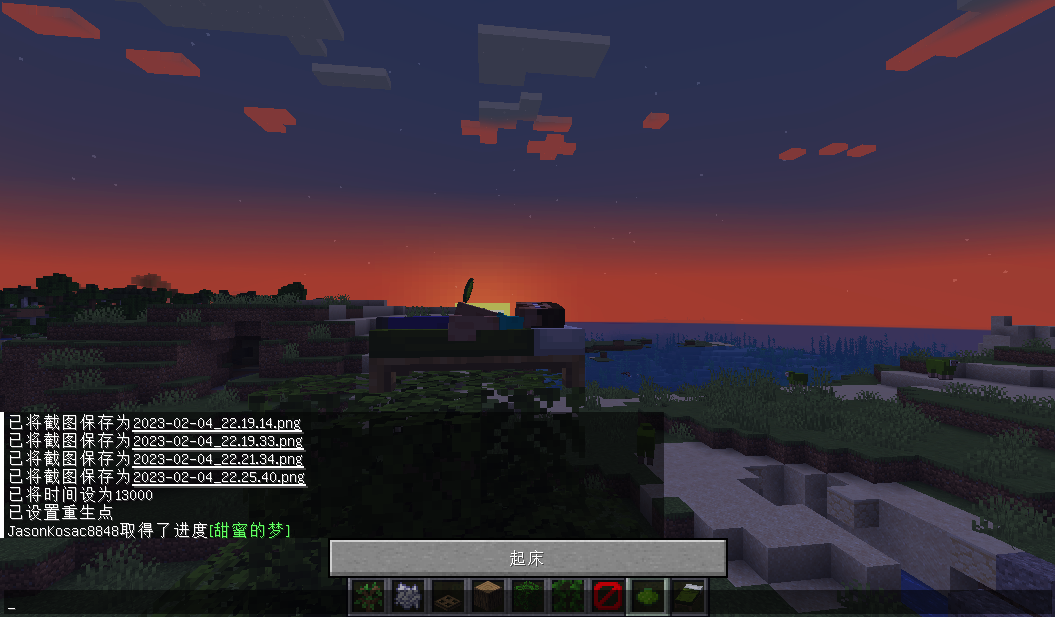 已将截图保存为2023-02-04_22.19.14.png
已将截图保存为2023-02-04_22.19.33.png
已将截图保存为2023-02-04_22.21.34.png
已将截图保存为2023-02-04_22.25.40.png
已将时间设为13000
已设置重生点
JasonKosac8848取得了进度[甜蜜的梦]
起床
_